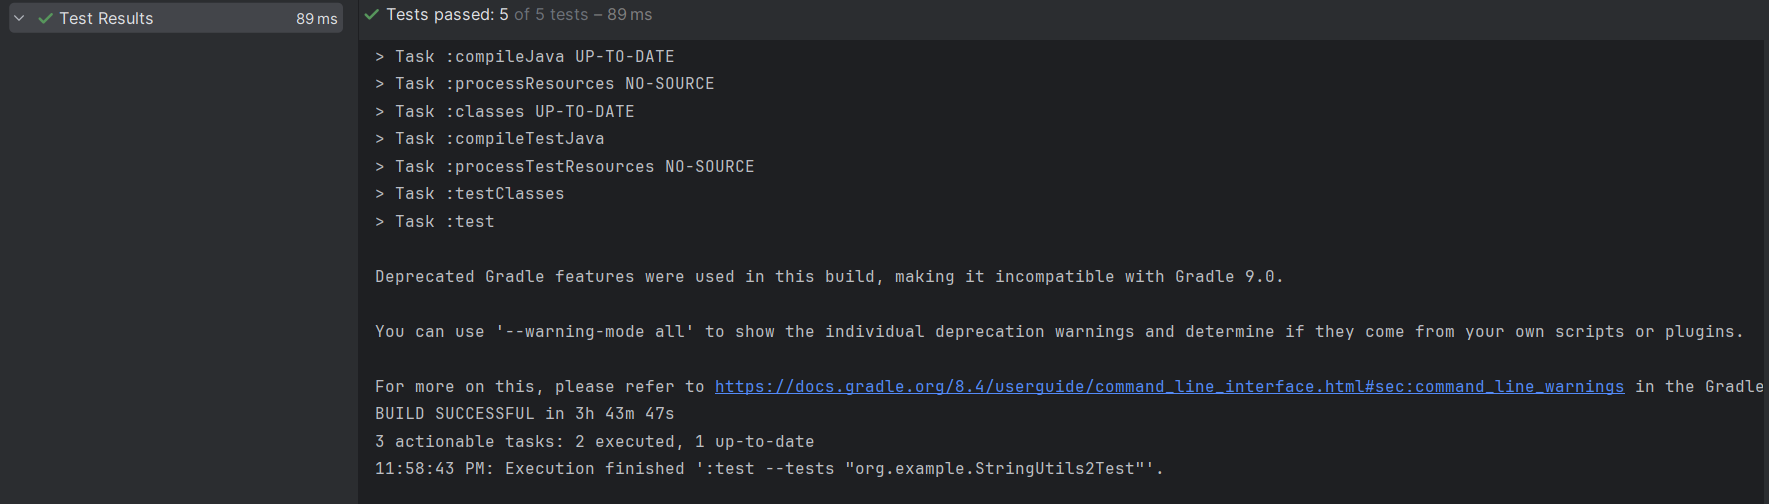 Test Results 89 ms
Tests passed: 5 of 5 tests – 89 ms
> Task :compileJava UP-TO-DATE
> Task :processResources NO-SOURCE
> Task :classes UP-TO-DATE
> Task :compileTestJava
> Task :processTestResources NO-SOURCE
> Task :testClasses
> Task :test
Deprecated Gradle features were used in this build, making it incompatible with Gradle 9.0.
You can use '--warning-mode all' to show the individual deprecation warnings and determine if they come from your own scripts or plugins.
For more on this, please refer to https://docs.gradle.org/8.4/userguide/command_line_interface.html#sec:command_line_warnings in the Gradle
BUILD SUCCESSFUL in 3h 43m 47s
3 actionable tasks: 2 executed, 1 up-to-date
11:58:43 PM: Execution finished ':test --tests "org.example.StringUtils2Test"'.